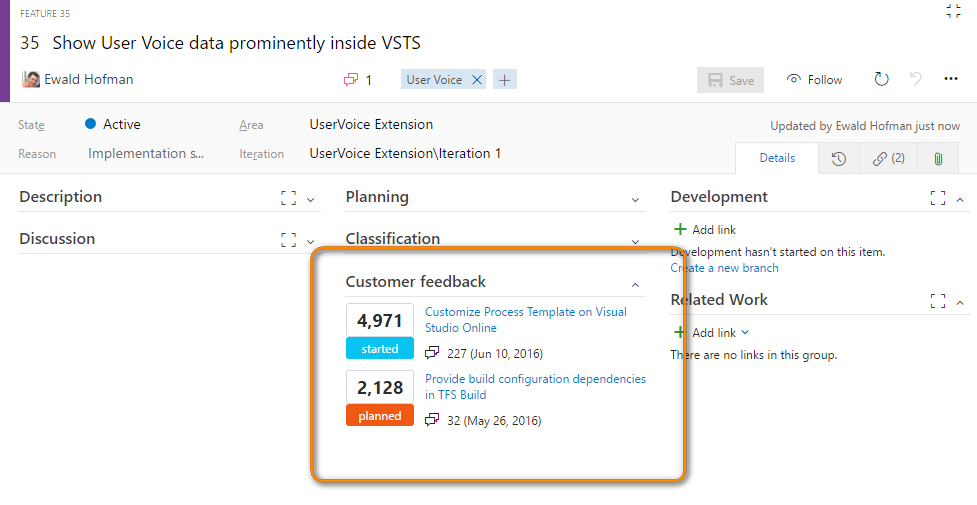 FEATURE 35
35 Show User Voice data prominently inside VSTS
Ewald Hofman
1
User Voice
Save
Follow
State
Active
Area
UserVoice Extension
Updated by Ewald Hofman just now
Reason
Implementation s...
Iteration
UserVoice Extension\Iteration 1
Details
(2)
Description
Discussion
Planning
Classification
Customer feedback
4,971
started
Customize Process Template on Visual
Studio Online
227 (Jun 10, 2016)
2,128
planned
Provide build configuration dependencies
in TFS Build
32 (May 26, 2016)
Development
Add link
Development hasn't started on this item.
Create a new branch
Related Work
Add link
There are no links in this group.